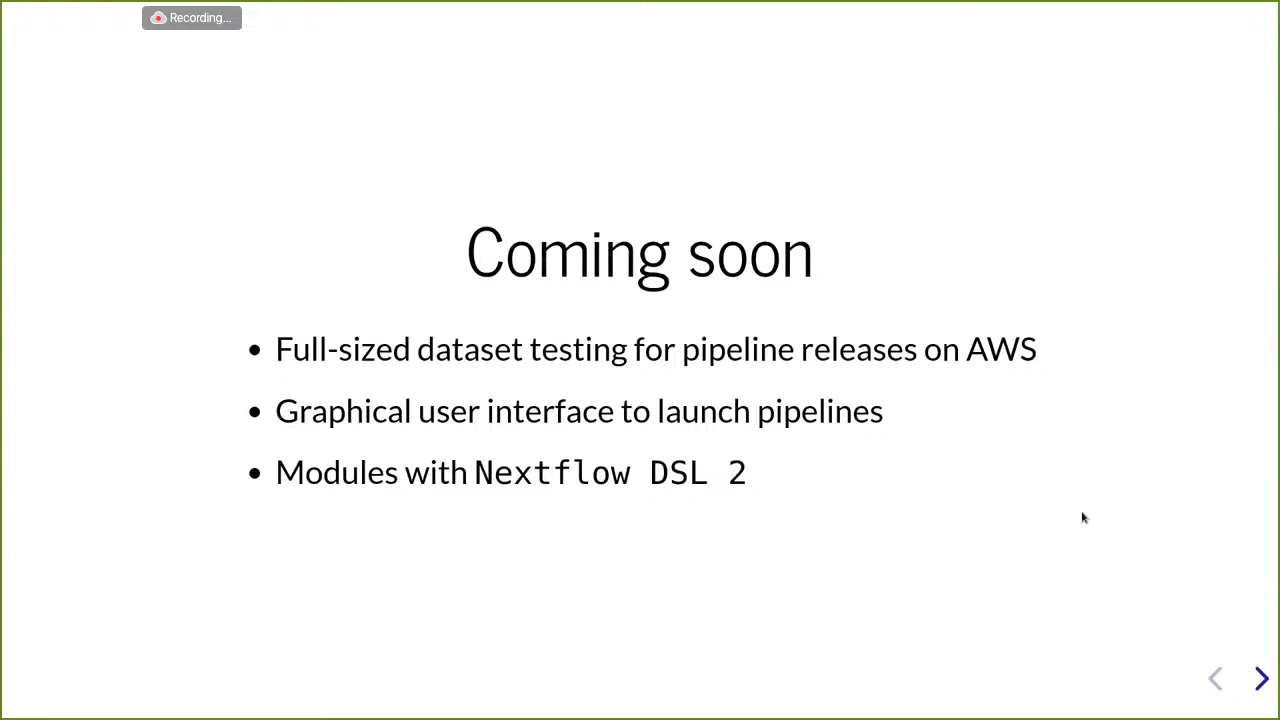 Recording...
Coming soon
• Full-sized dataset testing for pipeline releases on AWS
• Graphical user interface to launch pipelines
• Modules with Nextflow DSL 2